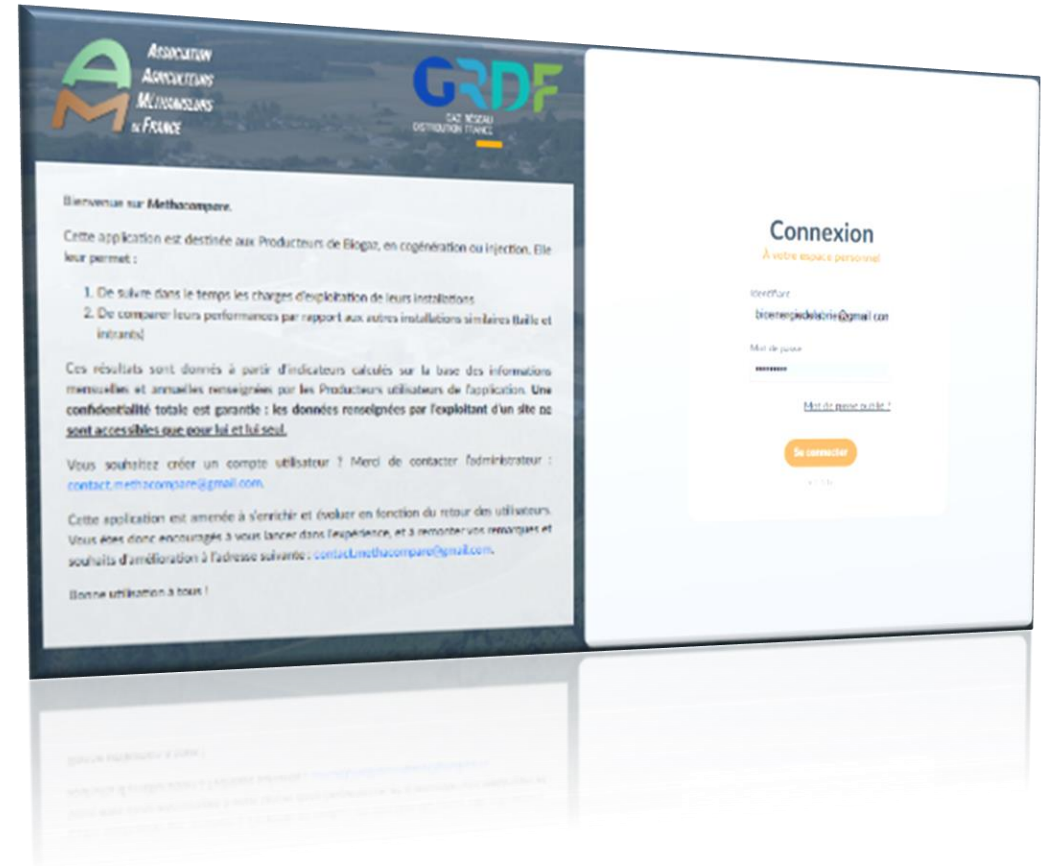 ASSOCIATION
AGRICULTEURS
MÉTHANISEURS
DE FRANCE
GRDF
GAZ RÉSEAU
DISTRIBUTION FRANCE
Bienvenue sur Methacompare.
Cette application est destinée aux Producteurs de Biogaz, en cogénération ou injection. Elle
leur permet :
1. De suivre dans le temps les charges d'exploitation de leurs installations
2. De comparer leurs performances par rapport aux autres installations similaires (taille et
intrants)
Ces résultats sont donnés à partir d'indicateurs calculés sur la base des informations
mensuelles et annuelles renseignées par les Producteurs utilisateurs de l'application. Une
confidentialité totale est garantie : les données renseignées par l'exploitant d'un site ne
sont accessibles que pour lui et lui seul.
Vous souhaitez créer un compte utilisateur ? Merci de contacter l'administrateur :
contact.methacompare@gmail.com.
Cette application est amenée à s'enrichir et évoluer en fonction du retour des utilisateurs.
Vous êtes donc encouragés à vous lancer dans l'expérience, et à remonter vos remarques et
souhaits d'amélioration à l'adresse suivante : contact.methacompare@gmail.com.
Bonne utilisation à tous !
Connexion
À votre espace personnel
Identifiant
bioenergiedelabrie@gmail.con
Mot de passe
Mot de passe oublié ?
Se connecter